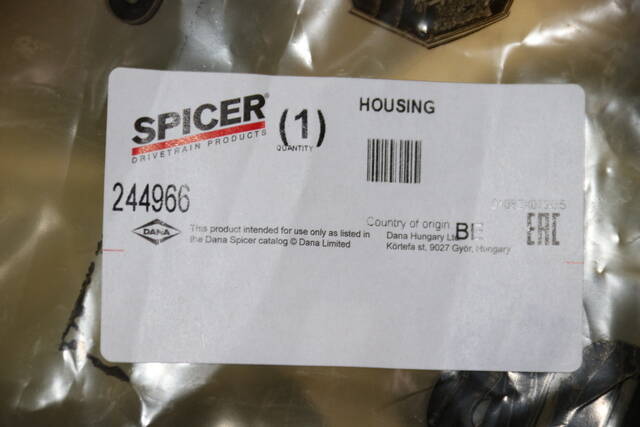 SPICER®
DRIVETRAIN PRODUCTS
(1)
QUANTITY
HOUSING
244966
DANA
This product intended for use only as listed in
the Dana Spicer catalog © Dana Limited
Country of origin BE
Dana Hungary Ltd
Körtefa st. 9027 Győr, Hungary
EAC